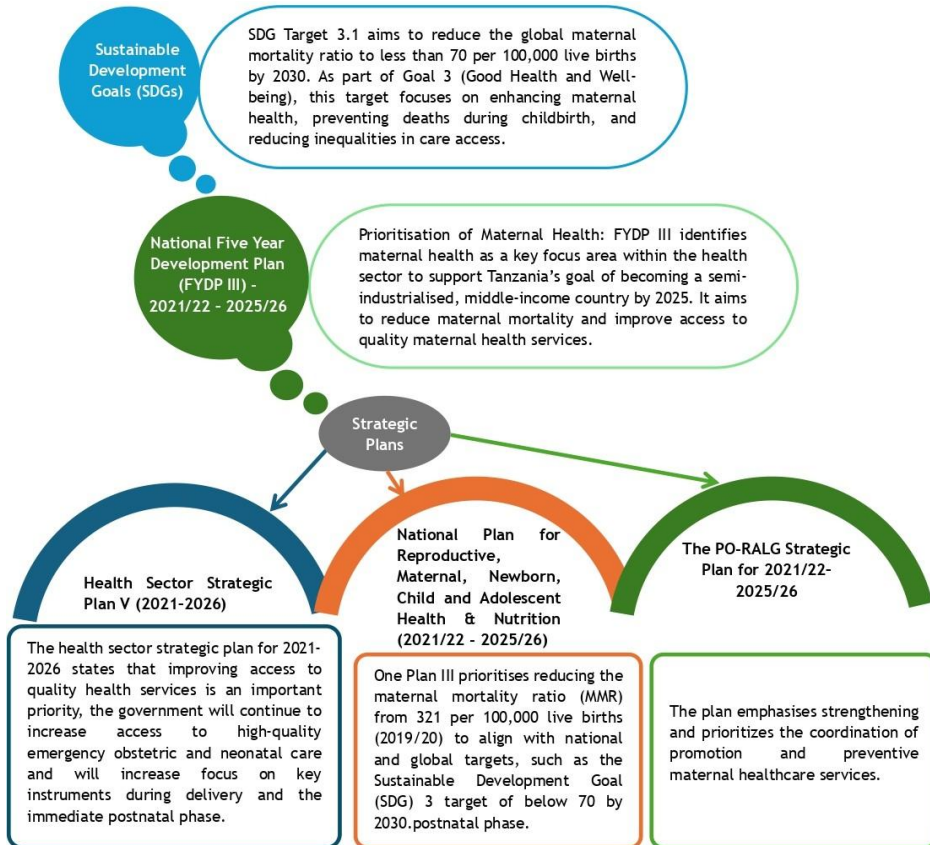 Sustainable
Development
Goals (SDGs)
SDG Target 3.1 aims to reduce the global maternal
mortality ratio to less than 70 per 100,000 live births
by 2030. As part of Goal 3 (Good Health and Well-
being), this target focuses on enhancing maternal
health, preventing deaths during childbirth, and
reducing inequalities in care access.
National Five Year
Development Plan
(FYDP III) -
2021/22 - 2025/26
Prioritisation of Maternal Health: FYDP III identifies
maternal health as a key focus area within the health
sector to support Tanzania's goal of becoming a semi-
industrialised, middle-income country by 2025. It aims
to reduce maternal mortality and improve access to
quality maternal health services.
Strategic
Plans
Health Sector Strategic
Plan V (2021-2026)
The health sector strategic plan for 2021-
2026 states that improving access to
quality health services is an important
priority, the government will continue to
increase access to high-quality
emergency obstetric and neonatal care
and will increase focus on key
instruments during delivery and the
immediate postnatal phase.
National Plan for
Reproductive,
Maternal, Newborn,
Child and Adolescent
Health & Nutrition
(2021/22 - 2025/26)
One Plan III prioritises reducing the
maternal mortality ratio (MMR)
from 321 per 100,000 live births
(2019/20) to align with national
and global targets, such as the
Sustainable Development Goal
(SDG) 3 target of below 70 by
2030.postnatal phase.
The PO-RALG Strategic
Plan for 2021/22-
2025/26
The plan emphasises strengthening
and prioritizes the coordination of
promotion and preventive
maternal healthcare services.